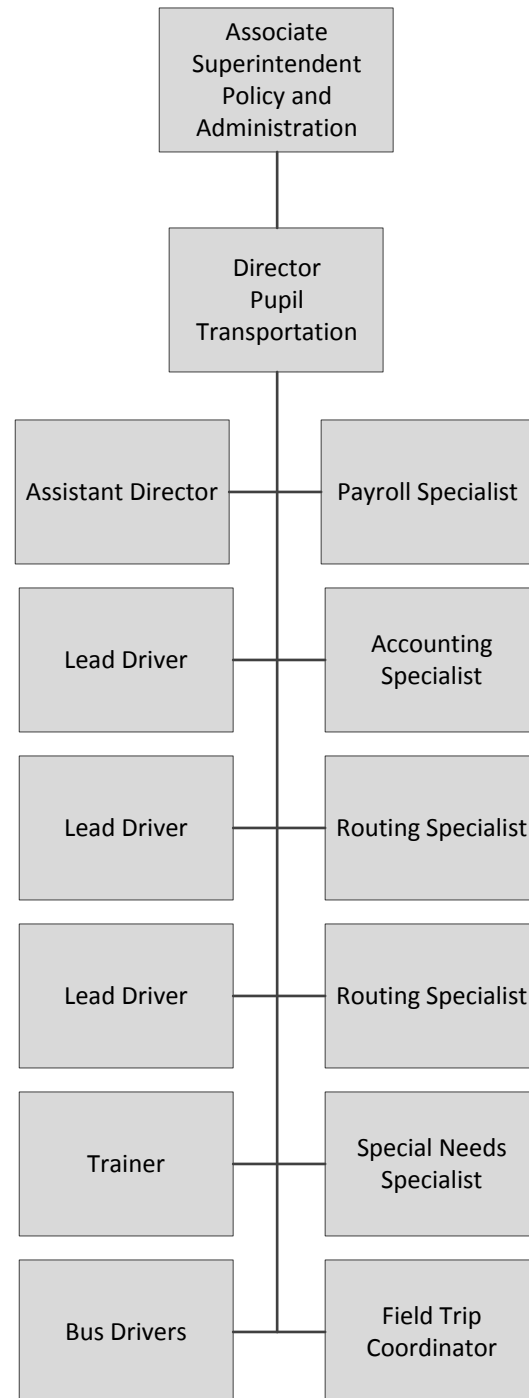 Associate
Superintendent
Policy and
Administration
Director
Pupil
Transportation
Assistant Director
Payroll Specialist
Lead Driver
Accounting
Specialist
Lead Driver
Routing Specialist
Lead Driver
Routing Specialist
Trainer
Special Needs
Specialist
Bus Drivers
Field Trip
Coordinator